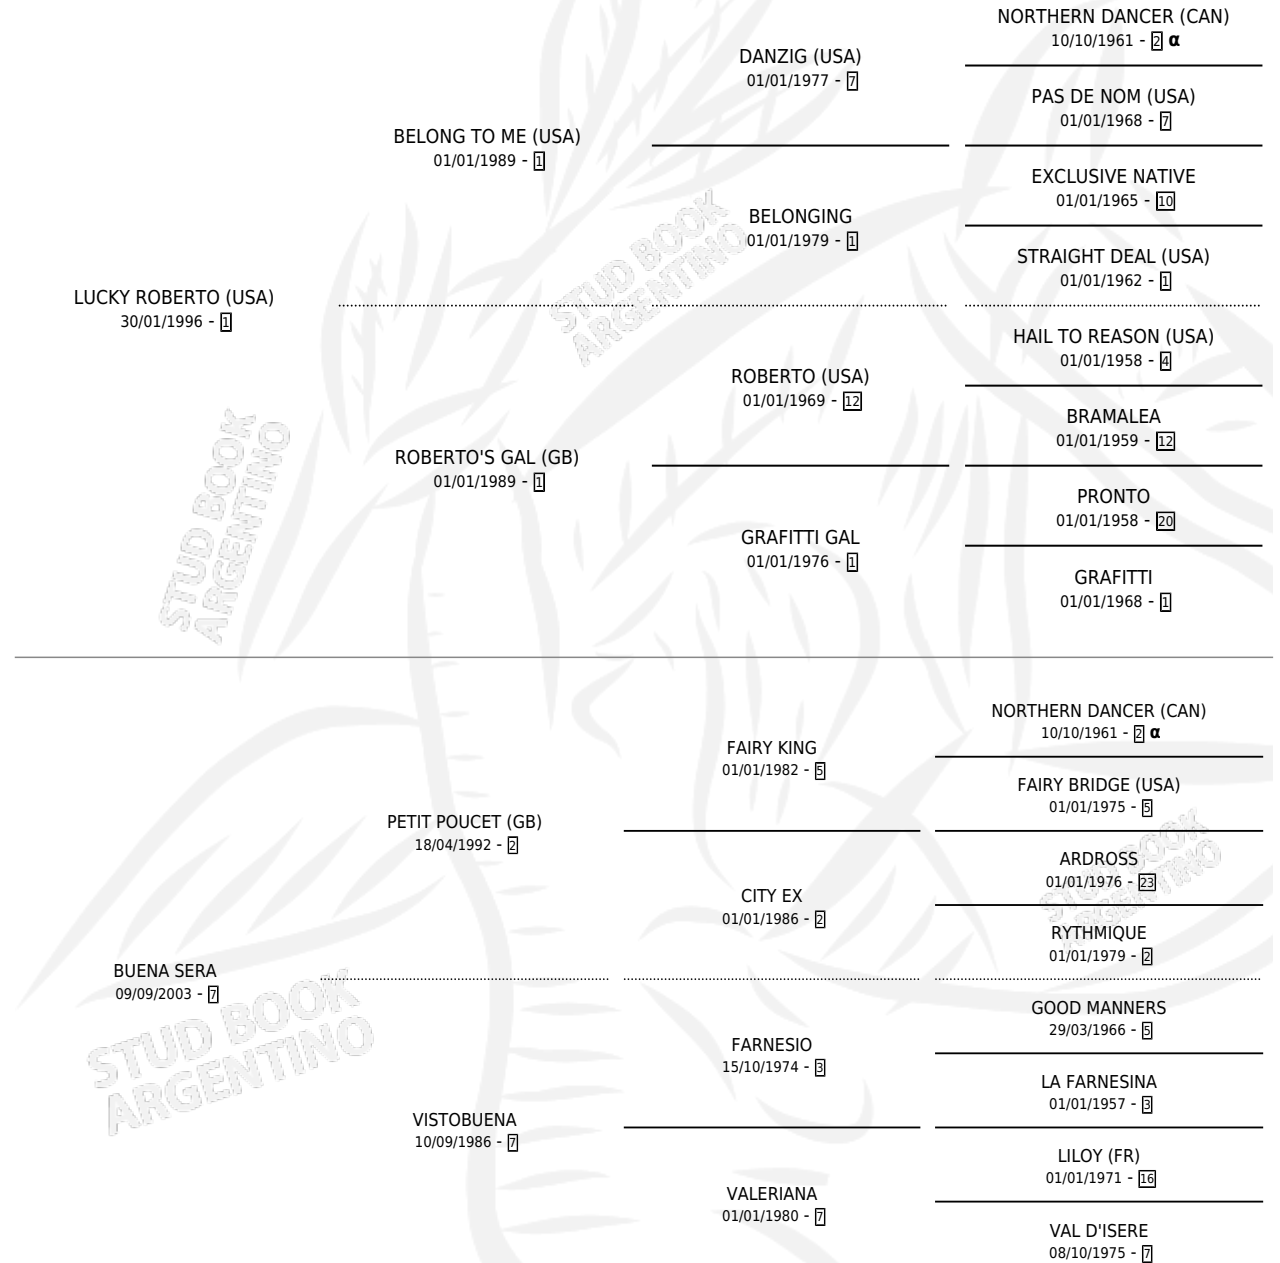 NORTHERN DANCER (CAN)
10/10/1961 - 2 α
DANZIG (USA)
01/01/1977 - 7
PAS DE NOM (USA)
01/01/1968 - 7
BELONG TO ME (USA)
01/01/1989 - 1
EXCLUSIVE NATIVE
01/01/1965 - 10
BELONGING
01/01/1979 - 1
STRAIGHT DEAL (USA)
01/01/1962 - 1
STUD BOOK
ARGENTINO
LUCKY ROBERTO (USA)
30/01/1996 - 1
HAIL TO REASON (USA)
01/01/1958 - 4
ROBERTO (USA)
01/01/1969 - 12
BRAMALEA
01/01/1959 - 12
ROBERTO'S GAL (GB)
01/01/1989 - 1
PRONTO
01/01/1958 - 20
GRAFITTI GAL
01/01/1976 - 1
GRAFITTI
01/01/1968 - 1
STUD BOOK
ARGENTINO
NORTHERN DANCER (CAN)
10/10/1961 - 2 α
FAIRY KING
01/01/1982 - 5
FAIRY BRIDGE (USA)
01/01/1975 - 5
PETIT POUCET (GB)
18/04/1992 - 2
ARDROSS
01/01/1976 - 23
CITY EX
01/01/1986 - 2
RYTHMIQUE
01/01/1979 - 2
STUD BOOK
ARGENTINO
BUENA SERA
09/09/2003 - 7
GOOD MANNERS
29/03/1966 - 5
FARNESIO
15/10/1974 - 3
LA FARNESINA
01/01/1957 - 3
STUD BOOK
ARGENTINO
VISTOBUENA
10/09/1986 - 7
LILOY (FR)
01/01/1971 - 16
VALERIANA
01/01/1980 - 7
VAL D'ISERE
08/10/1975 - 7